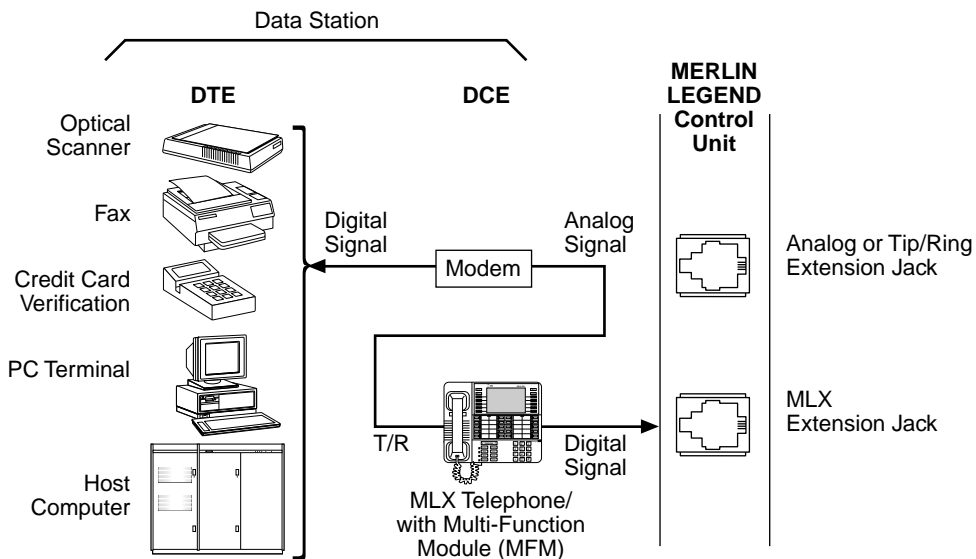 Data Station
DTE
DCE
MERLIN
LEGEND
Control
Unit
Optical
Scanner
Fax
Credit Card
Verification
PC Terminal
Host
Computer
Digital
Signal
Modem
Analog
Signal
T/R
Digital
Signal
MLX Telephone/
with Multi-Function
Module (MFM)
Analog or Tip/Ring
Extension Jack
MLX
Extension Jack